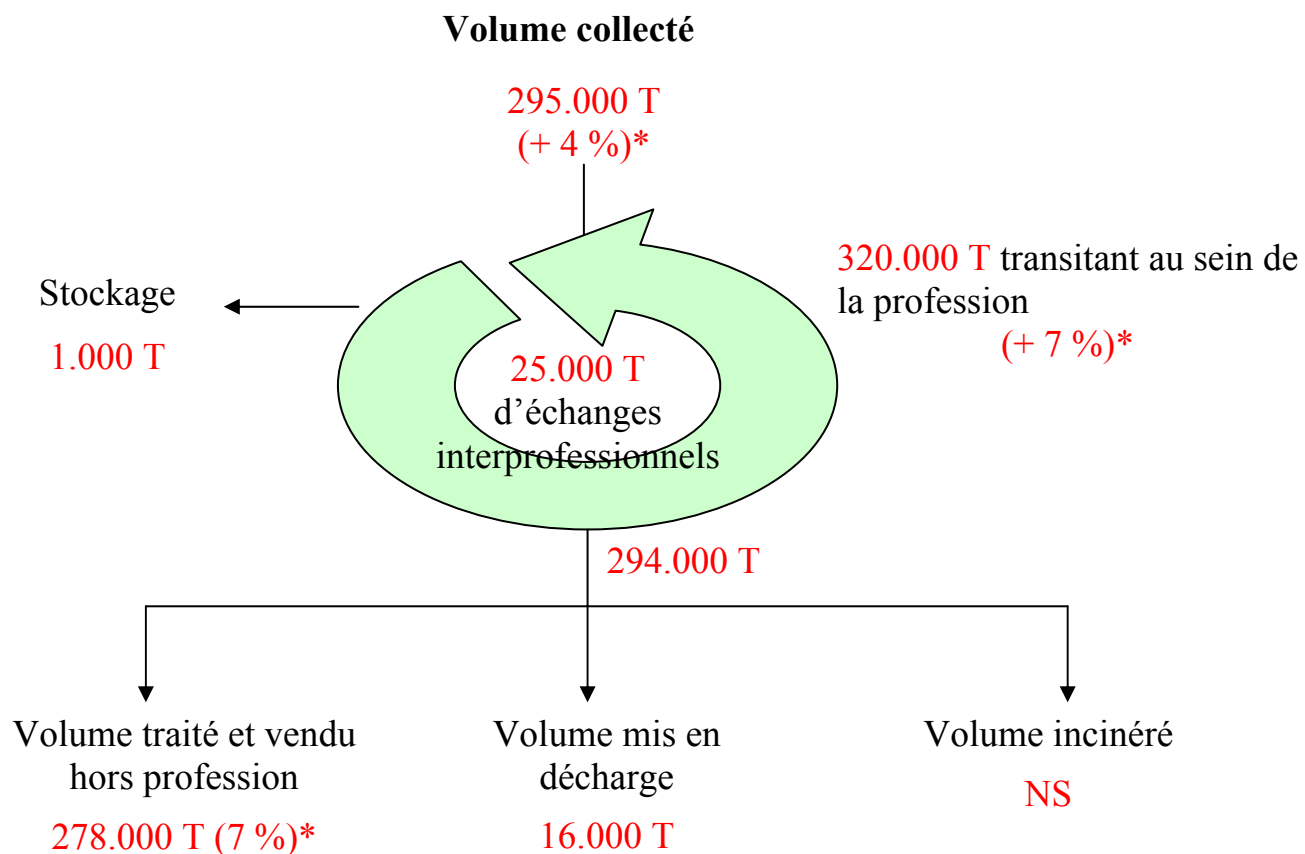 Volume collecté
295.000 T
(+ 4 %)*
320.000 T transitant au sein de
la profession
(+ 7 %)*
Stockage
1.000 T
25.000 T
d’échanges
interprofessionnels
294.000 T
Volume traité et vendu
hors profession
278.000 T (7 %)*
Volume mis en
décharge
16.000 T
Volume incinéré
NS